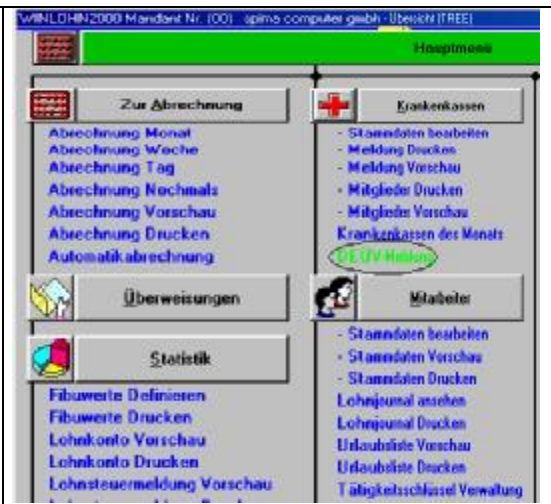 WINLOHN2000 Mandant Nr. (00) spima computer gmbh - Übersicht (TREE)
Hauptmenü
Zur Abrechnung
Abrechnung Monat
Abrechnung Woche
Abrechnung Tag
Abrechnung Nochmals
Abrechnung Vorschau
Abrechnung Drucken
Automatikabrechnung
Überweisungen
Statistik
Fibuwerte Definieren
Fibuwerte Drucken
Lohnkonto Vorschau
Lohnkonto Drucken
Lohnsteuermeldung Vorschau
Krankenkassen
- Stammdaten bearbeiten
- Meldung Drucken
- Meldung Vorschau
- Mitglieder Drucken
- Mitglieder Vorschau
Krankenkassen des Monats
DEÜV-Meldung
Mitarbeiter
- Stammdaten bearbeiten
- Stammdaten Vorschau
- Stammdaten Drucken
Lohnjournal ansehen
Lohnjournal Drucken
Urlaubsliste Vorschau
Urlaubsliste Drucken
Tätigkeitsschlüssel Verwaltung